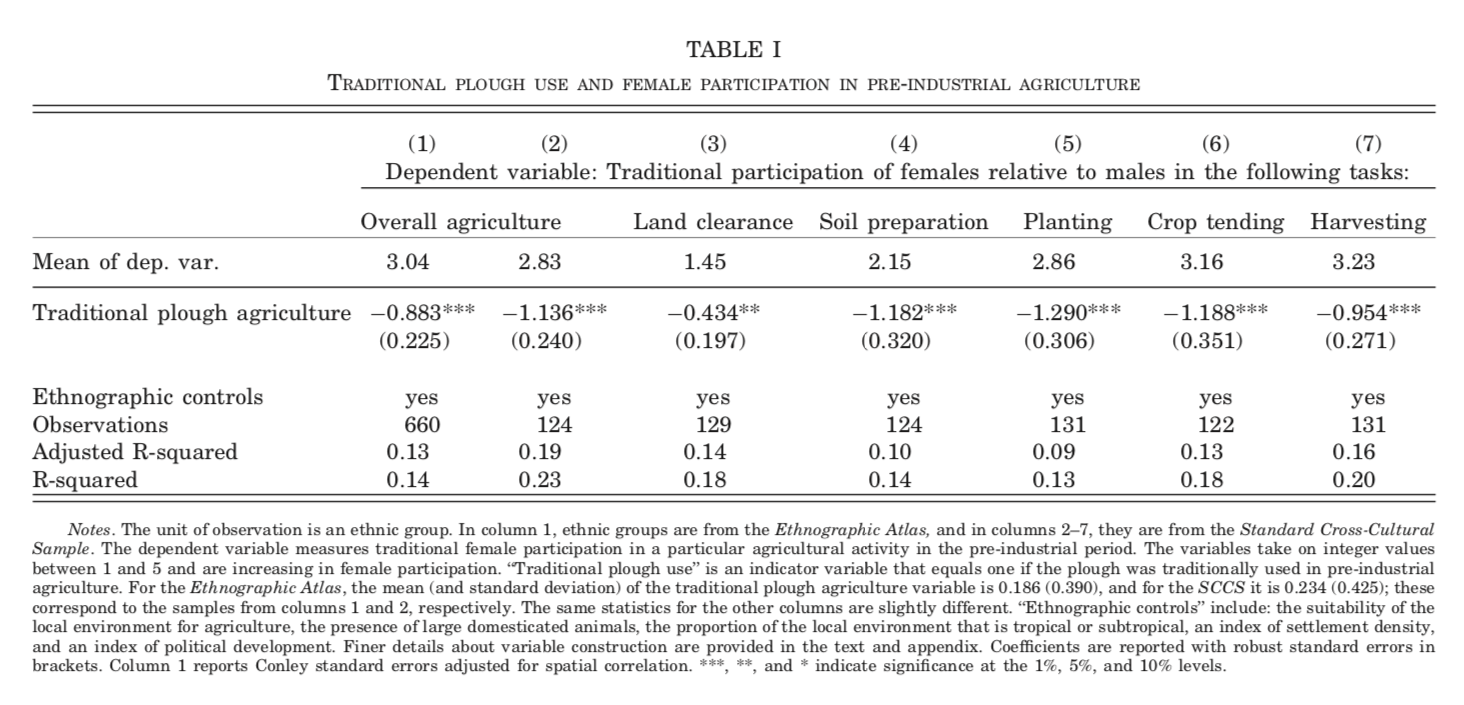 TABLE I
TRADITIONAL PLOUGH USE AND FEMALE PARTICIPATION IN PRE-INDUSTRIAL AGRICULTURE
(1) (2) (3) (4) (5) (6) (7)
Dependent variable: Traditional participation of females relative to males in the following tasks:
Overall agriculture Land clearance Soil preparation Planting Crop tending Harvesting
Mean of dep. var. 3.04 2.83 1.45 2.15 2.86 3.16 3.23
Traditional plough agriculture −0.883*** −1.136*** −0.434** −1.182*** −1.290*** −1.188*** −0.954***
(0.225) (0.240) (0.197) (0.320) (0.306) (0.351) (0.271)
Ethnographic controls yes yes yes yes yes yes yes
Observations 660 124 129 124 131 122 131
Adjusted R-squared 0.13 0.19 0.14 0.10 0.09 0.13 0.16
R-squared 0.14 0.23 0.18 0.14 0.13 0.18 0.20
Notes. The unit of observation is an ethnic group. In column 1, ethnic groups are from the Ethnographic Atlas, and in columns 2–7, they are from the Standard Cross-Cultural
Sample. The dependent variable measures traditional female participation in a particular agricultural activity in the pre-industrial period. The variables take on integer values
between 1 and 5 and are increasing in female participation. “Traditional plough use” is an indicator variable that equals one if the plough was traditionally used in pre-industrial
agriculture. For the Ethnographic Atlas, the mean (and standard deviation) of the traditional plough agriculture variable is 0.186 (0.390), and for the SCCS it is 0.234 (0.425); these
correspond to the samples from columns 1 and 2, respectively. The same statistics for the other columns are slightly different. “Ethnographic controls” include: the suitability of the
local environment for agriculture, the presence of large domesticated animals, the proportion of the local environment that is tropical or subtropical, an index of settlement density,
and an index of political development. Finer details about variable construction are provided in the text and appendix. Coefficients are reported with robust standard errors in
brackets. Column 1 reports Conley standard errors adjusted for spatial correlation. ***, **, and * indicate significance at the 1%, 5%, and 10% levels.